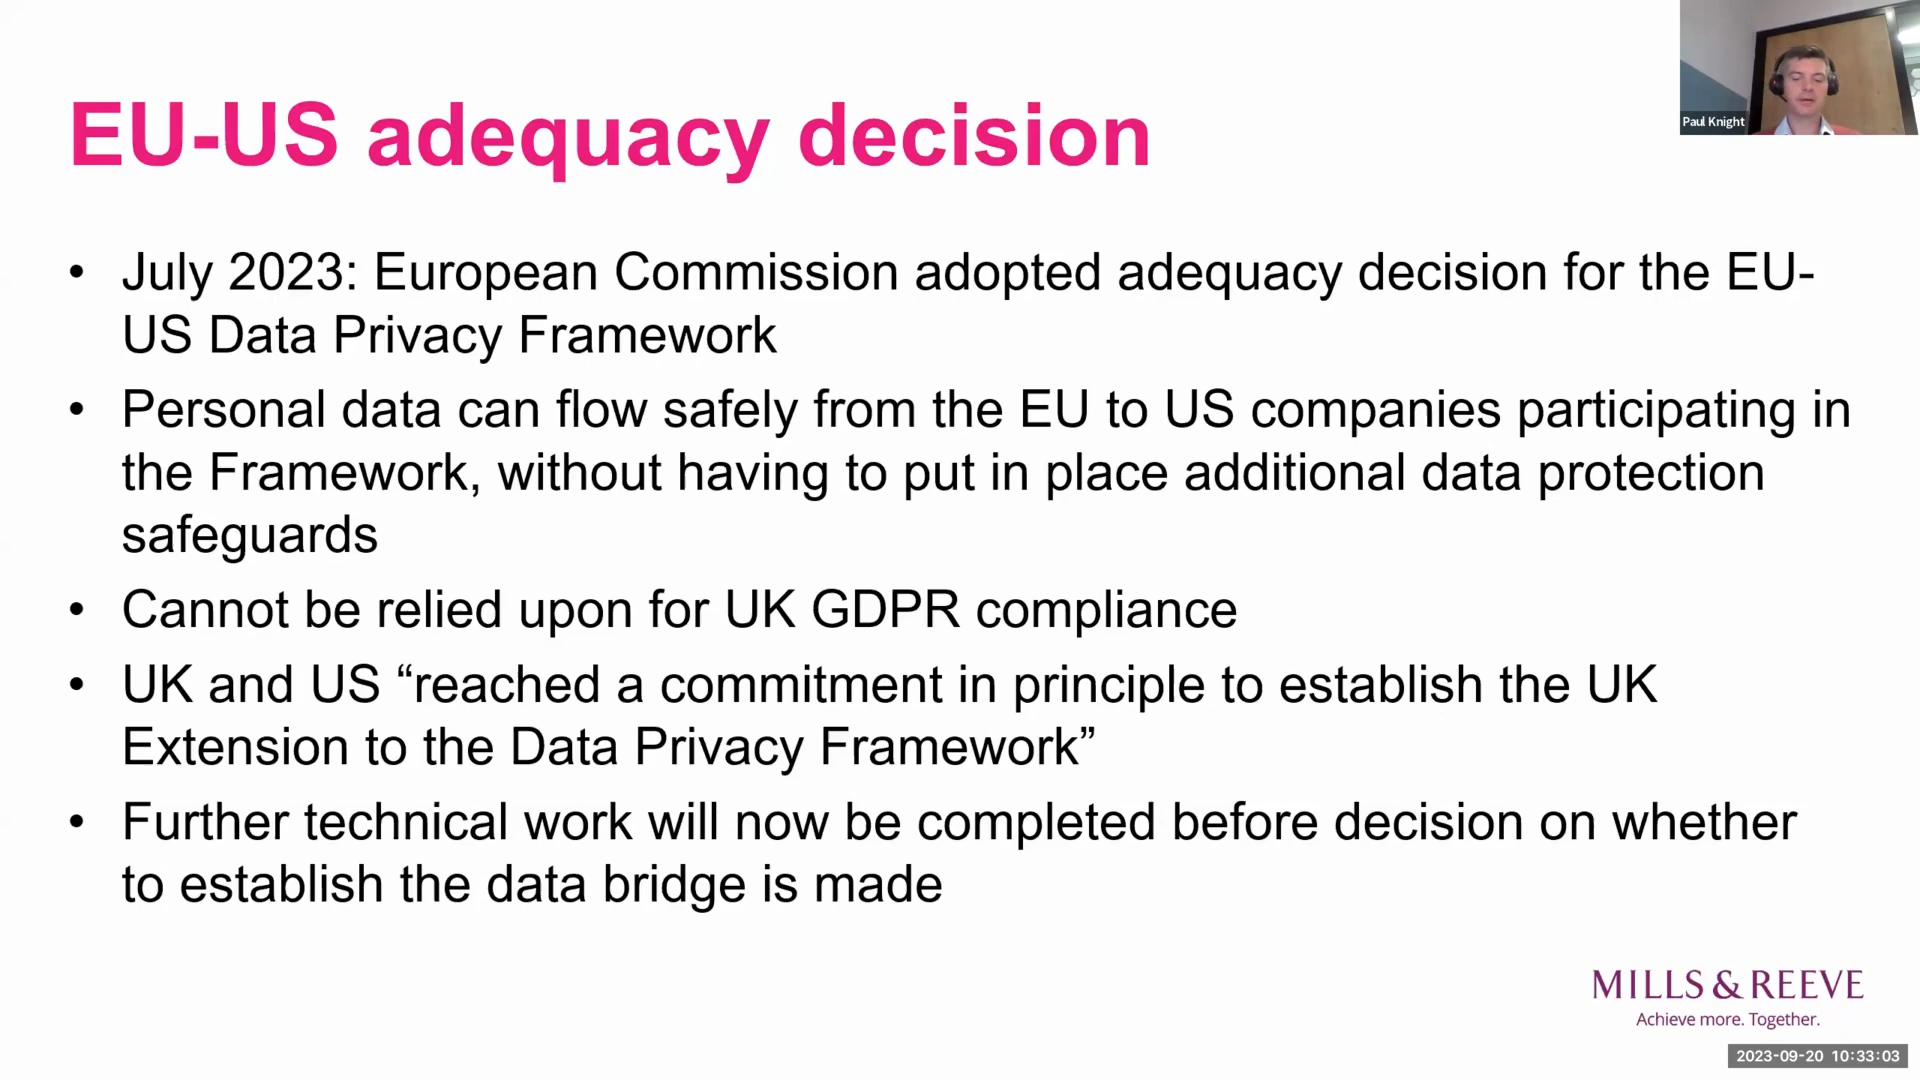 EU-US adequacy decision
Paul Knight
• July 2023: European Commission adopted adequacy decision for the EU-
US Data Privacy Framework
• Personal data can flow safely from the EU to US companies participating in
the Framework, without having to put in place additional data protection
safeguards
• Cannot be relied upon for UK GDPR compliance
• UK and US “reached a commitment in principle to establish the UK
Extension to the Data Privacy Framework”
• Further technical work will now be completed before decision on whether
to establish the data bridge is made
MILLS & REEVE
Achieve more. Together.
2023-09-20 10:33:03